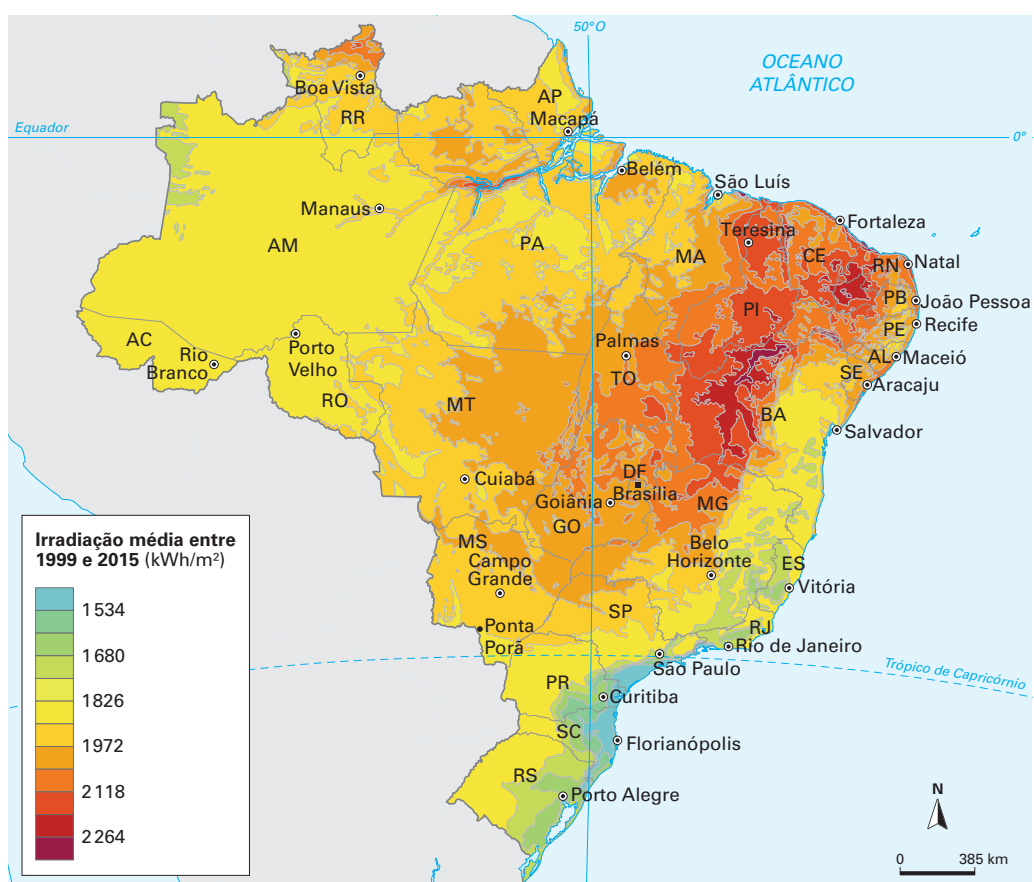 50°O
OCEANO
ATLÂNTICO
Boa Vista
RR
AP
Macapá
Equador
0°
Belém
São Luís
Manaus
Fortaleza
Teresina
AM
PA
MA
CE
RN
Natal
PB
João Pessoa
PI
PE
Recife
AC
Rio
Branco
Porto
Velho
Palmas
TO
AL
Maceió
SE
Aracaju
RO
MT
BA
Salvador
Cuiabá
DF
Brasília
Goiânia
GO
MG
MS
Campo
Grande
Belo
Horizonte
ES
Vitória
SP
RJ
Rio de Janeiro
Ponta
Porã
São Paulo
Trópico de Capricórnio
PR
Curitiba
SC
Florianópolis
RS
Porto Alegre
Irradiação média entre
1999 e 2015 (kWh/m²)
1 534
1 680
1 826
1 972
2 118
2 264
N
0 385 km